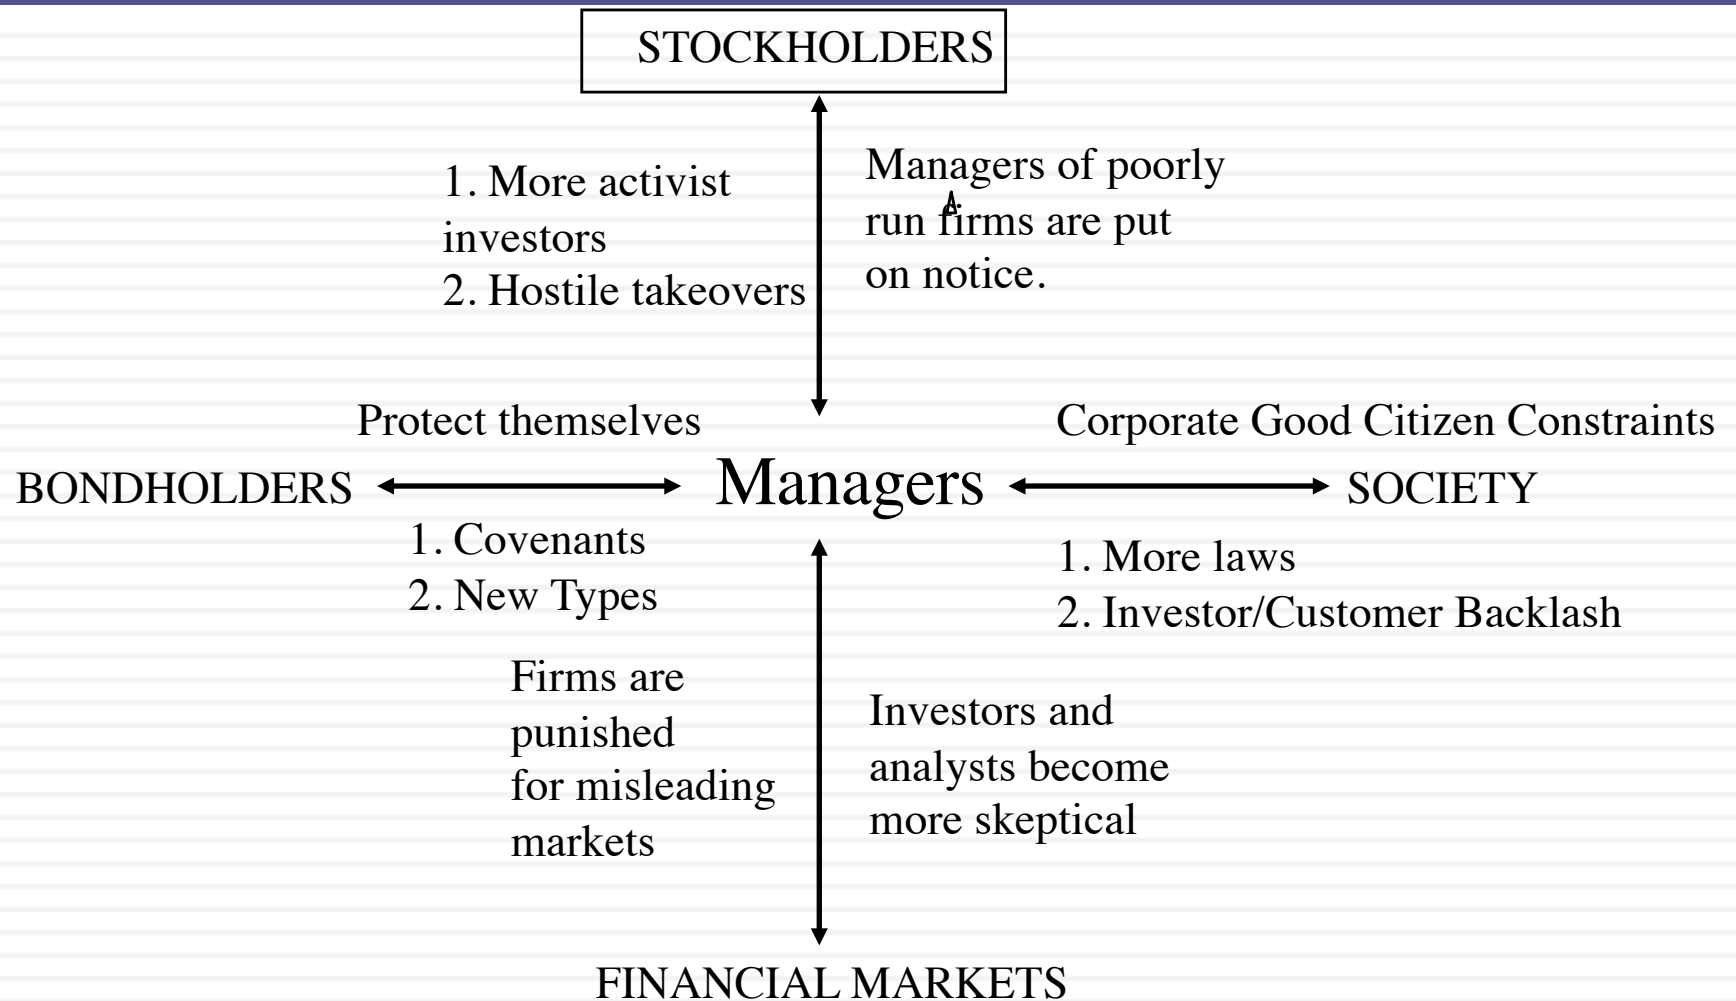 STOCKHOLDERS
1. More activist
investors
2. Hostile takeovers
Managers of poorly
run firms are put
on notice.
Protect themselves
Corporate Good Citizen Constraints
BONDHOLDERS
Managers
SOCIETY
1. Covenants
2. New Types
1. More laws
2. Investor/Customer Backlash
Firms are
punished
for misleading
markets
Investors and
analysts become
more skeptical
FINANCIAL MARKETS